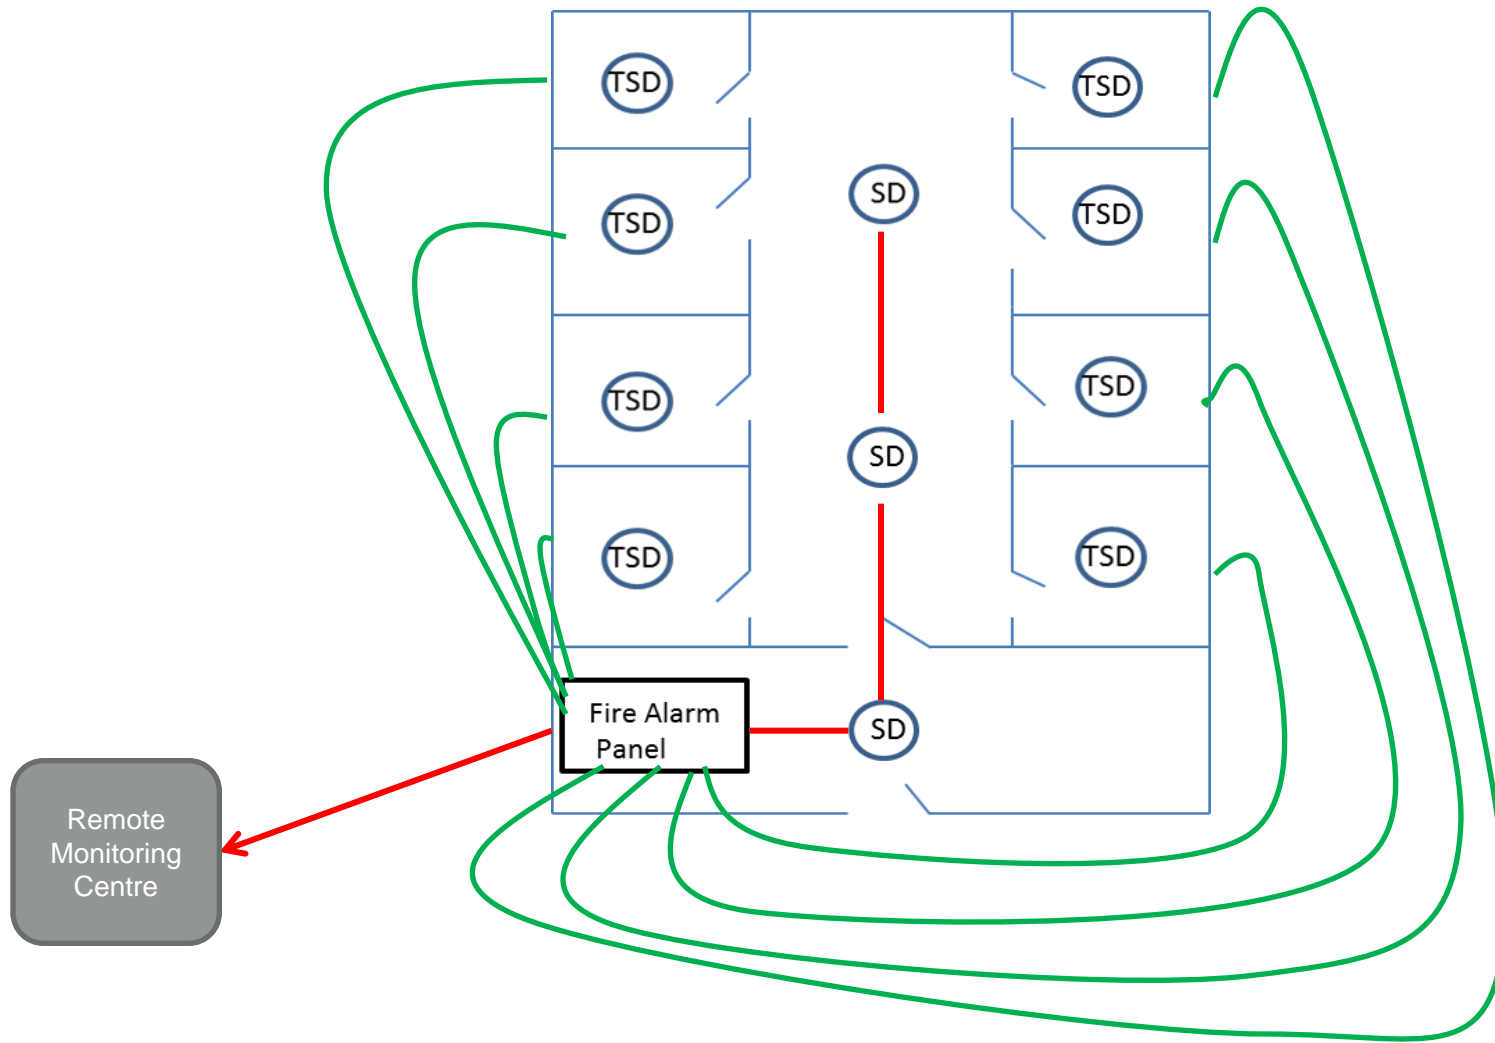 TSD
TSD
SD
TSD
TSD
TSD
TSD
SD
TSD
TSD
Fire Alarm
Panel
SD
Remote
Monitoring
Centre